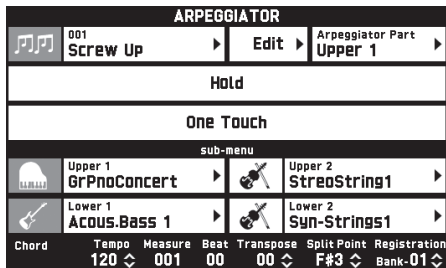 ARPEGGIATOR
001
Screw Up
Edit
Arpeggiator Part
Upper 1
Hold
One Touch
sub-menu
Upper 1
GrPnoConcert
Upper 2
StreoString1
Lower 1
Acous.Bass 1
Lower 2
Syn-Strings1
Chord Tempo Measure Beat Transpose Split Point Registration
120 001 00 00 F#3 Bank-01